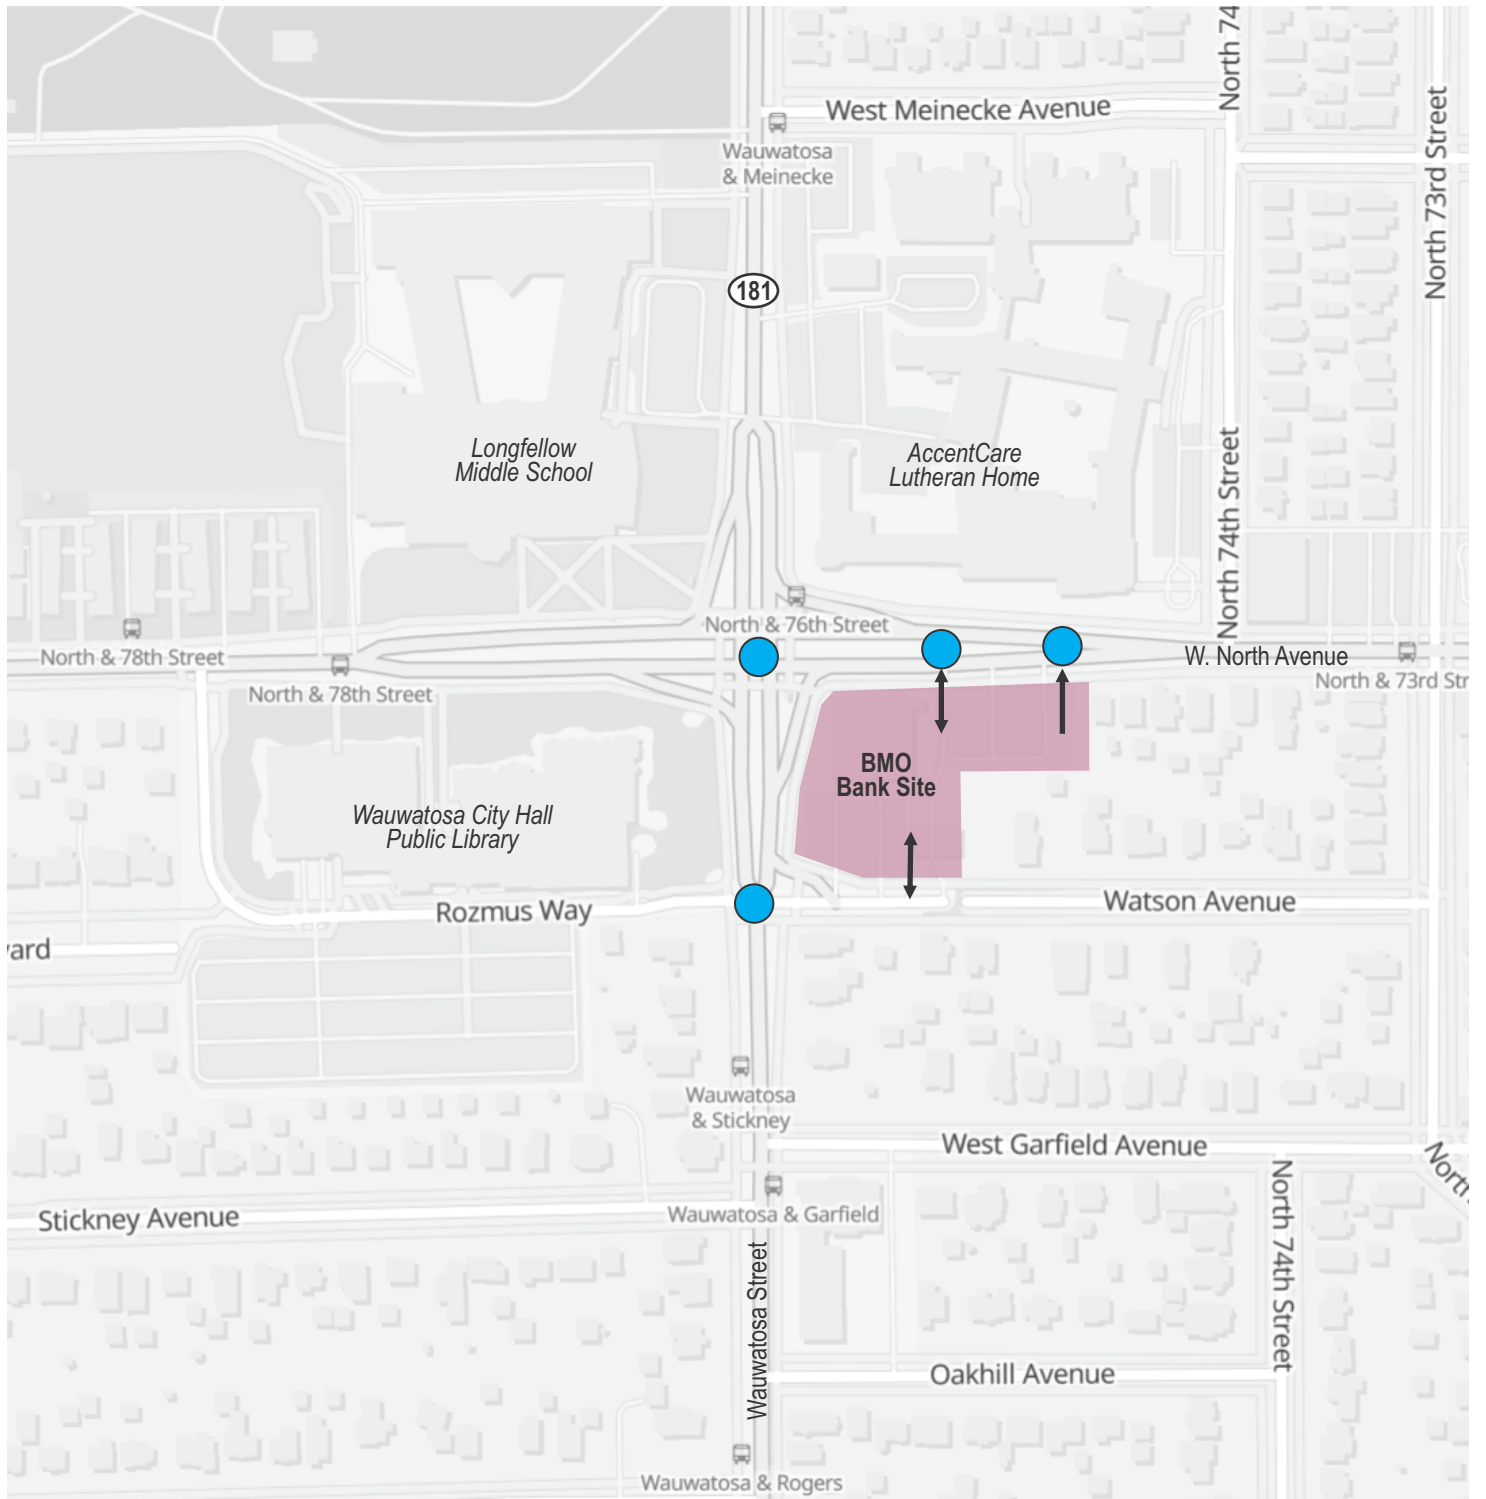 North 74
West Meinecke Avenue
North 73rd Street
Wauwatosa
& Meinecke
181
Longfellow
Middle School
AccentCare
Lutheran Home
North 74th Street
North & 76th Street
North & 78th Street
W. North Avenue
North & 78th Street
North & 73rd Str
BMO
Bank Site
Wauwatosa City Hall
Public Library
Rozmus Way
Watson Avenue
ard
Wauwatosa
& Stickney
West Garfield Avenue
North
Stickney Avenue
Wauwatosa & Garfield
Wauwatosa Street
North 74th Street
Oakhill Avenue
Wauwatosa & Rogers